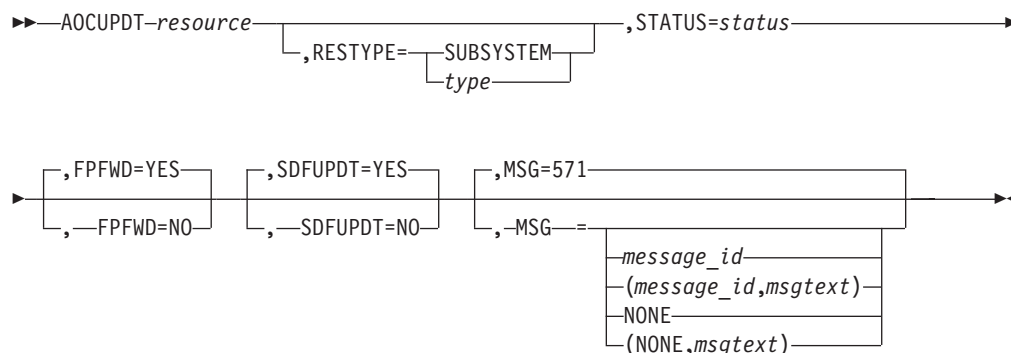 AOCUPDT resource ,STATUS=status
,RESTYPE= SUBSYSTEM
type
,FPFWD=YES ,SDFUPDT=YES ,MSG=571
, FPFWD=NO , SDFUPDT=NO , MSG =
message_id
(message_id,msgtext)
NONE
(NONE,msgtext)